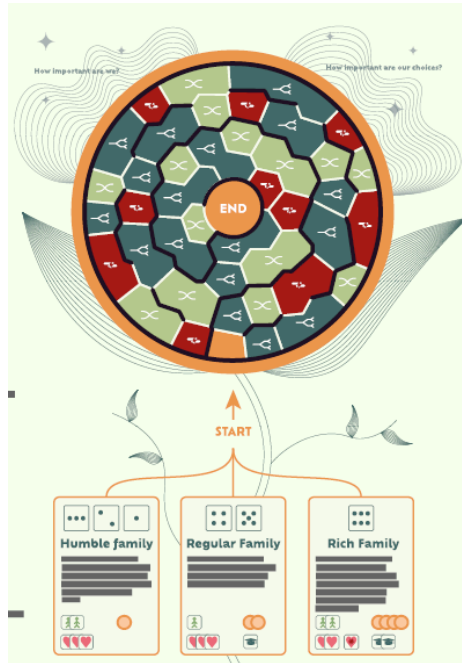 How important are we?
How important are our choices?
END
START
Humble family
Regular Family
Rich Family